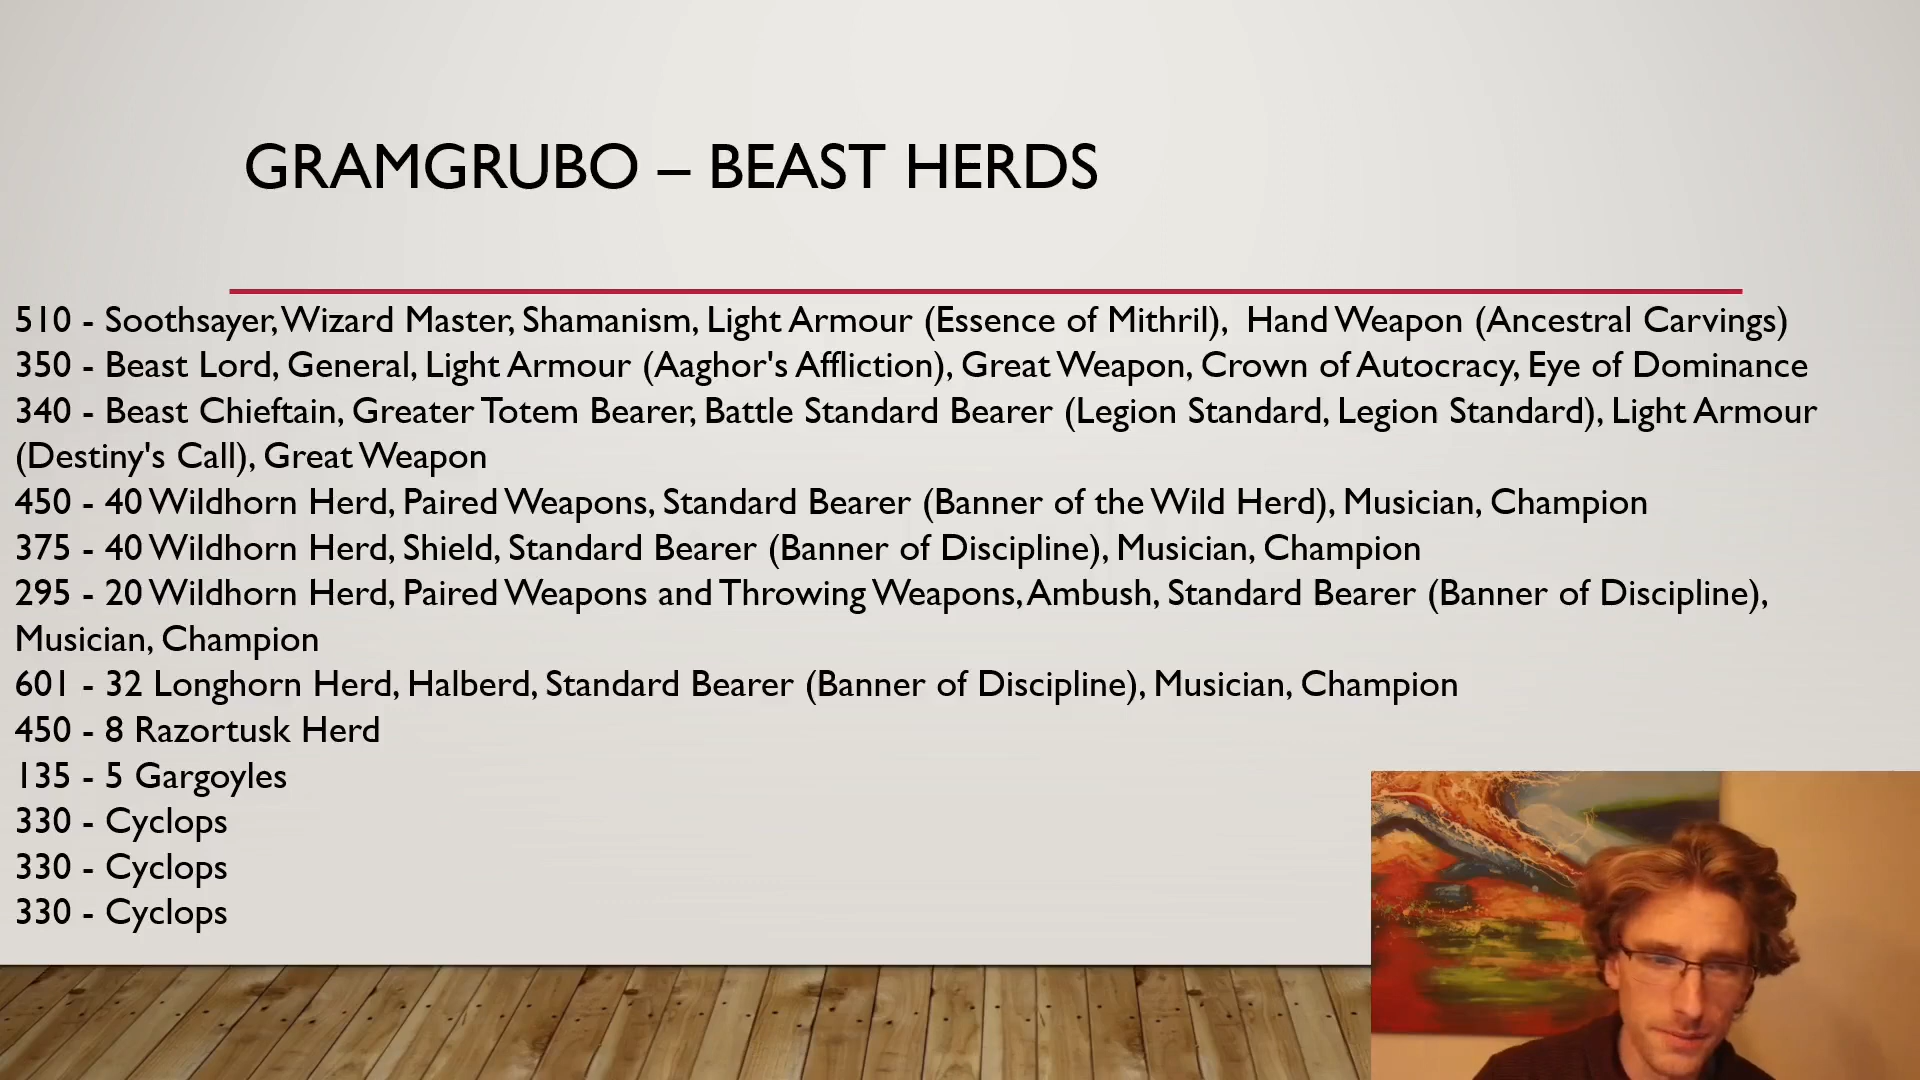 GRAMGRUBO – BEAST HERDS
510 - Soothsayer, Wizard Master, Shamanism, Light Armour (Essence of Mithril),  Hand Weapon (Ancestral Carvings)
350 - Beast Lord, General, Light Armour (Aaghor's Affliction), Great Weapon, Crown of Autocracy, Eye of Dominance
340 - Beast Chieftain, Greater Totem Bearer, Battle Standard Bearer (Legion Standard, Legion Standard), Light Armour
(Destiny's Call), Great Weapon
450 - 40 Wildhorn Herd, Paired Weapons, Standard Bearer (Banner of the Wild Herd), Musician, Champion
375 - 40 Wildhorn Herd, Shield, Standard Bearer (Banner of Discipline), Musician, Champion
295 - 20 Wildhorn Herd, Paired Weapons and Throwing Weapons, Ambush, Standard Bearer (Banner of Discipline),
Musician, Champion
601 - 32 Longhorn Herd, Halberd, Standard Bearer (Banner of Discipline), Musician, Champion
450 - 8 Razortusk Herd
135 - 5 Gargoyles
330 - Cyclops
330 - Cyclops
330 - Cyclops